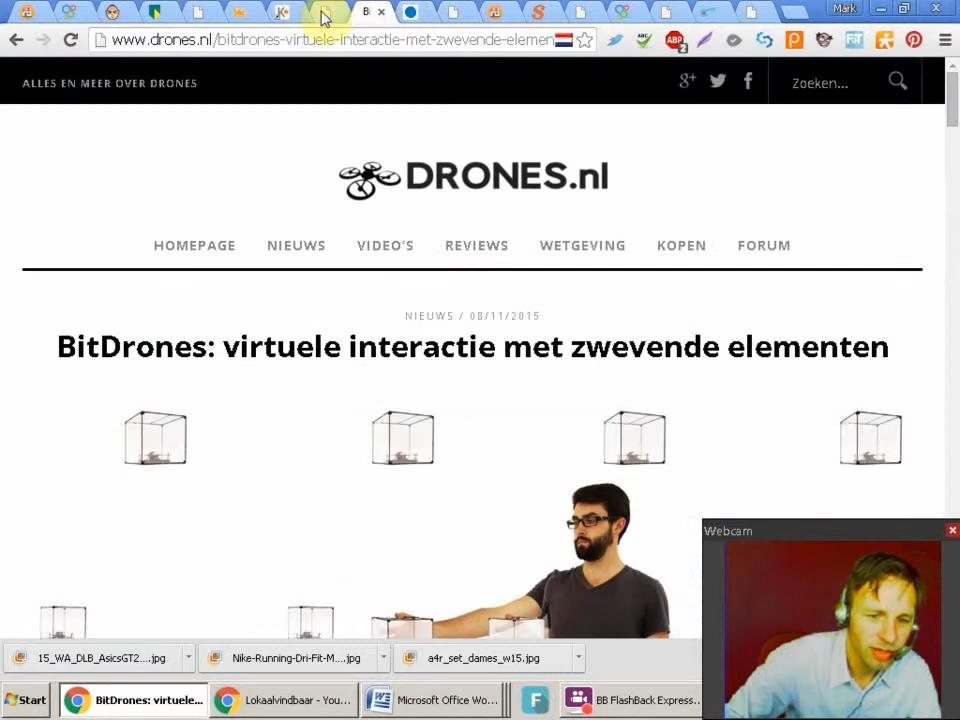 Mark
www.drones.nl/bitdrones-virtuele-interactie-met-zwevende-elemen
ABP
2
ALLES EN MEER OVER DRONES
Zoeken...
DRONES.nl
HOMEPAGE NIEUWS VIDEO'S REVIEWS WETGEVING KOPEN FORUM
NIEUWS / 08/11/2015
BitDrones: virtuele interactie met zwevende elementen
Webcam
15_WA_DLB_AsicsGT2....jpg Nike-Running-Dri-Fit-M....jpg a4r_set_dames_w15.jpg
Start BitDrones: virtuele... Lokaalvindbaar - You... Microsoft Office Wo... F BB FlashBack Express...